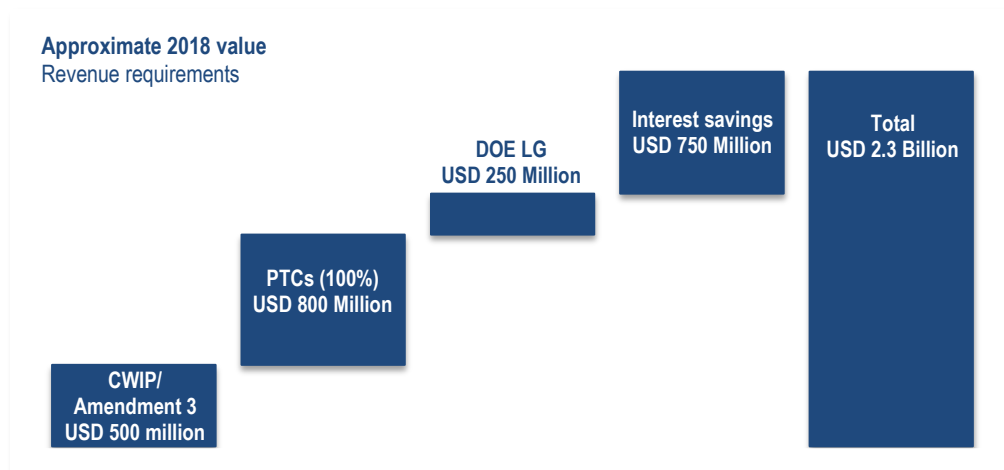 Approximate 2018 value
Revenue requirements
CWIP/
Amendment 3
USD 500 million
PTCs (100%)
USD 800 Million
DOE LG
USD 250 Million
Interest savings
USD 750 Million
Total
USD 2.3 Billion